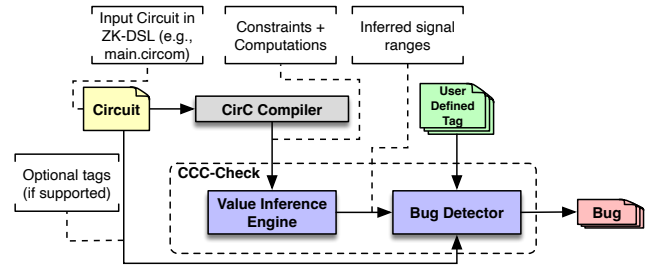 Input Circuit in
ZK-DSL (e.g.,
main.circom)
Constraints +
Computations
Inferred signal
ranges
Circuit
CirC Compiler
User
Defined
Tag
Optional tags
(if supported)
CCC-Check
Value Inference
Engine
Bug Detector
Bug